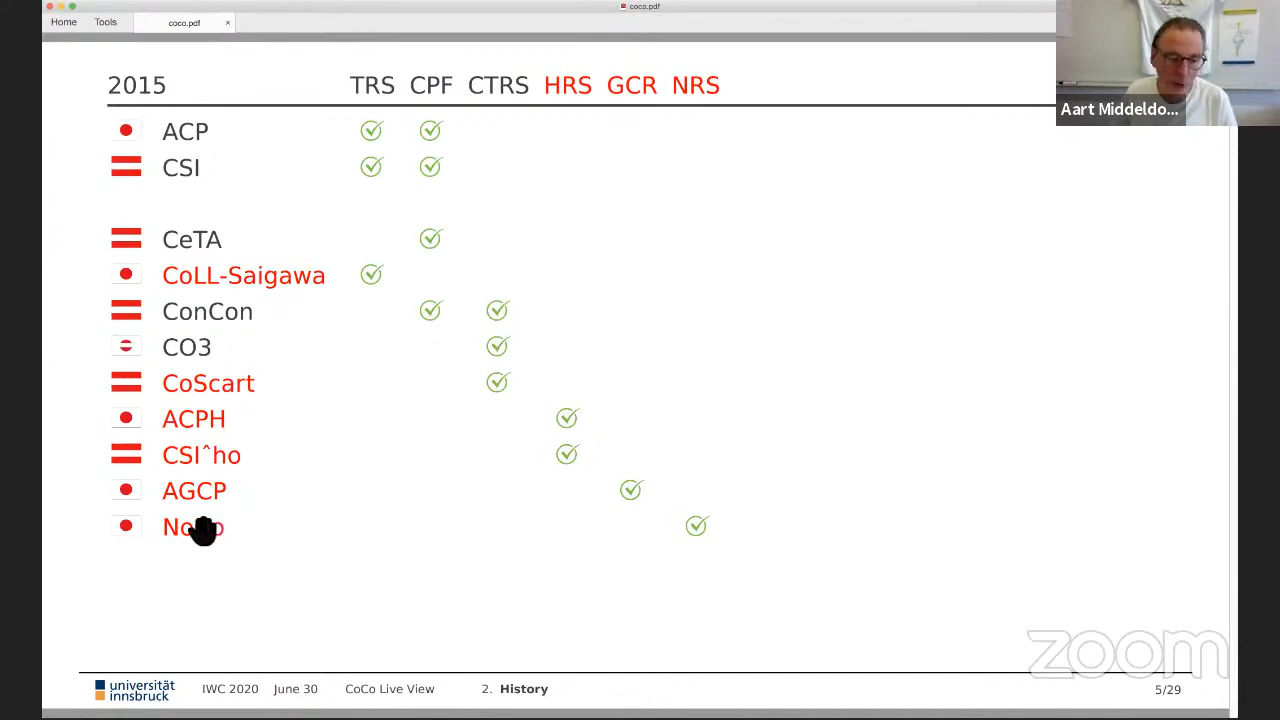 coco.pdf
Home Tools coco.pdf ×
2015 TRS CPF CTRS HRS GCR NRS
Aart Middeldo...
ACP
CSI
CeTA
CoLL-Saigawa
ConCon
CO3
CoScart
ACPH
CSIˆho
AGCP
zoom
universität innsbruck IWC 2020 June 30 CoCo Live View 2. History 5/29